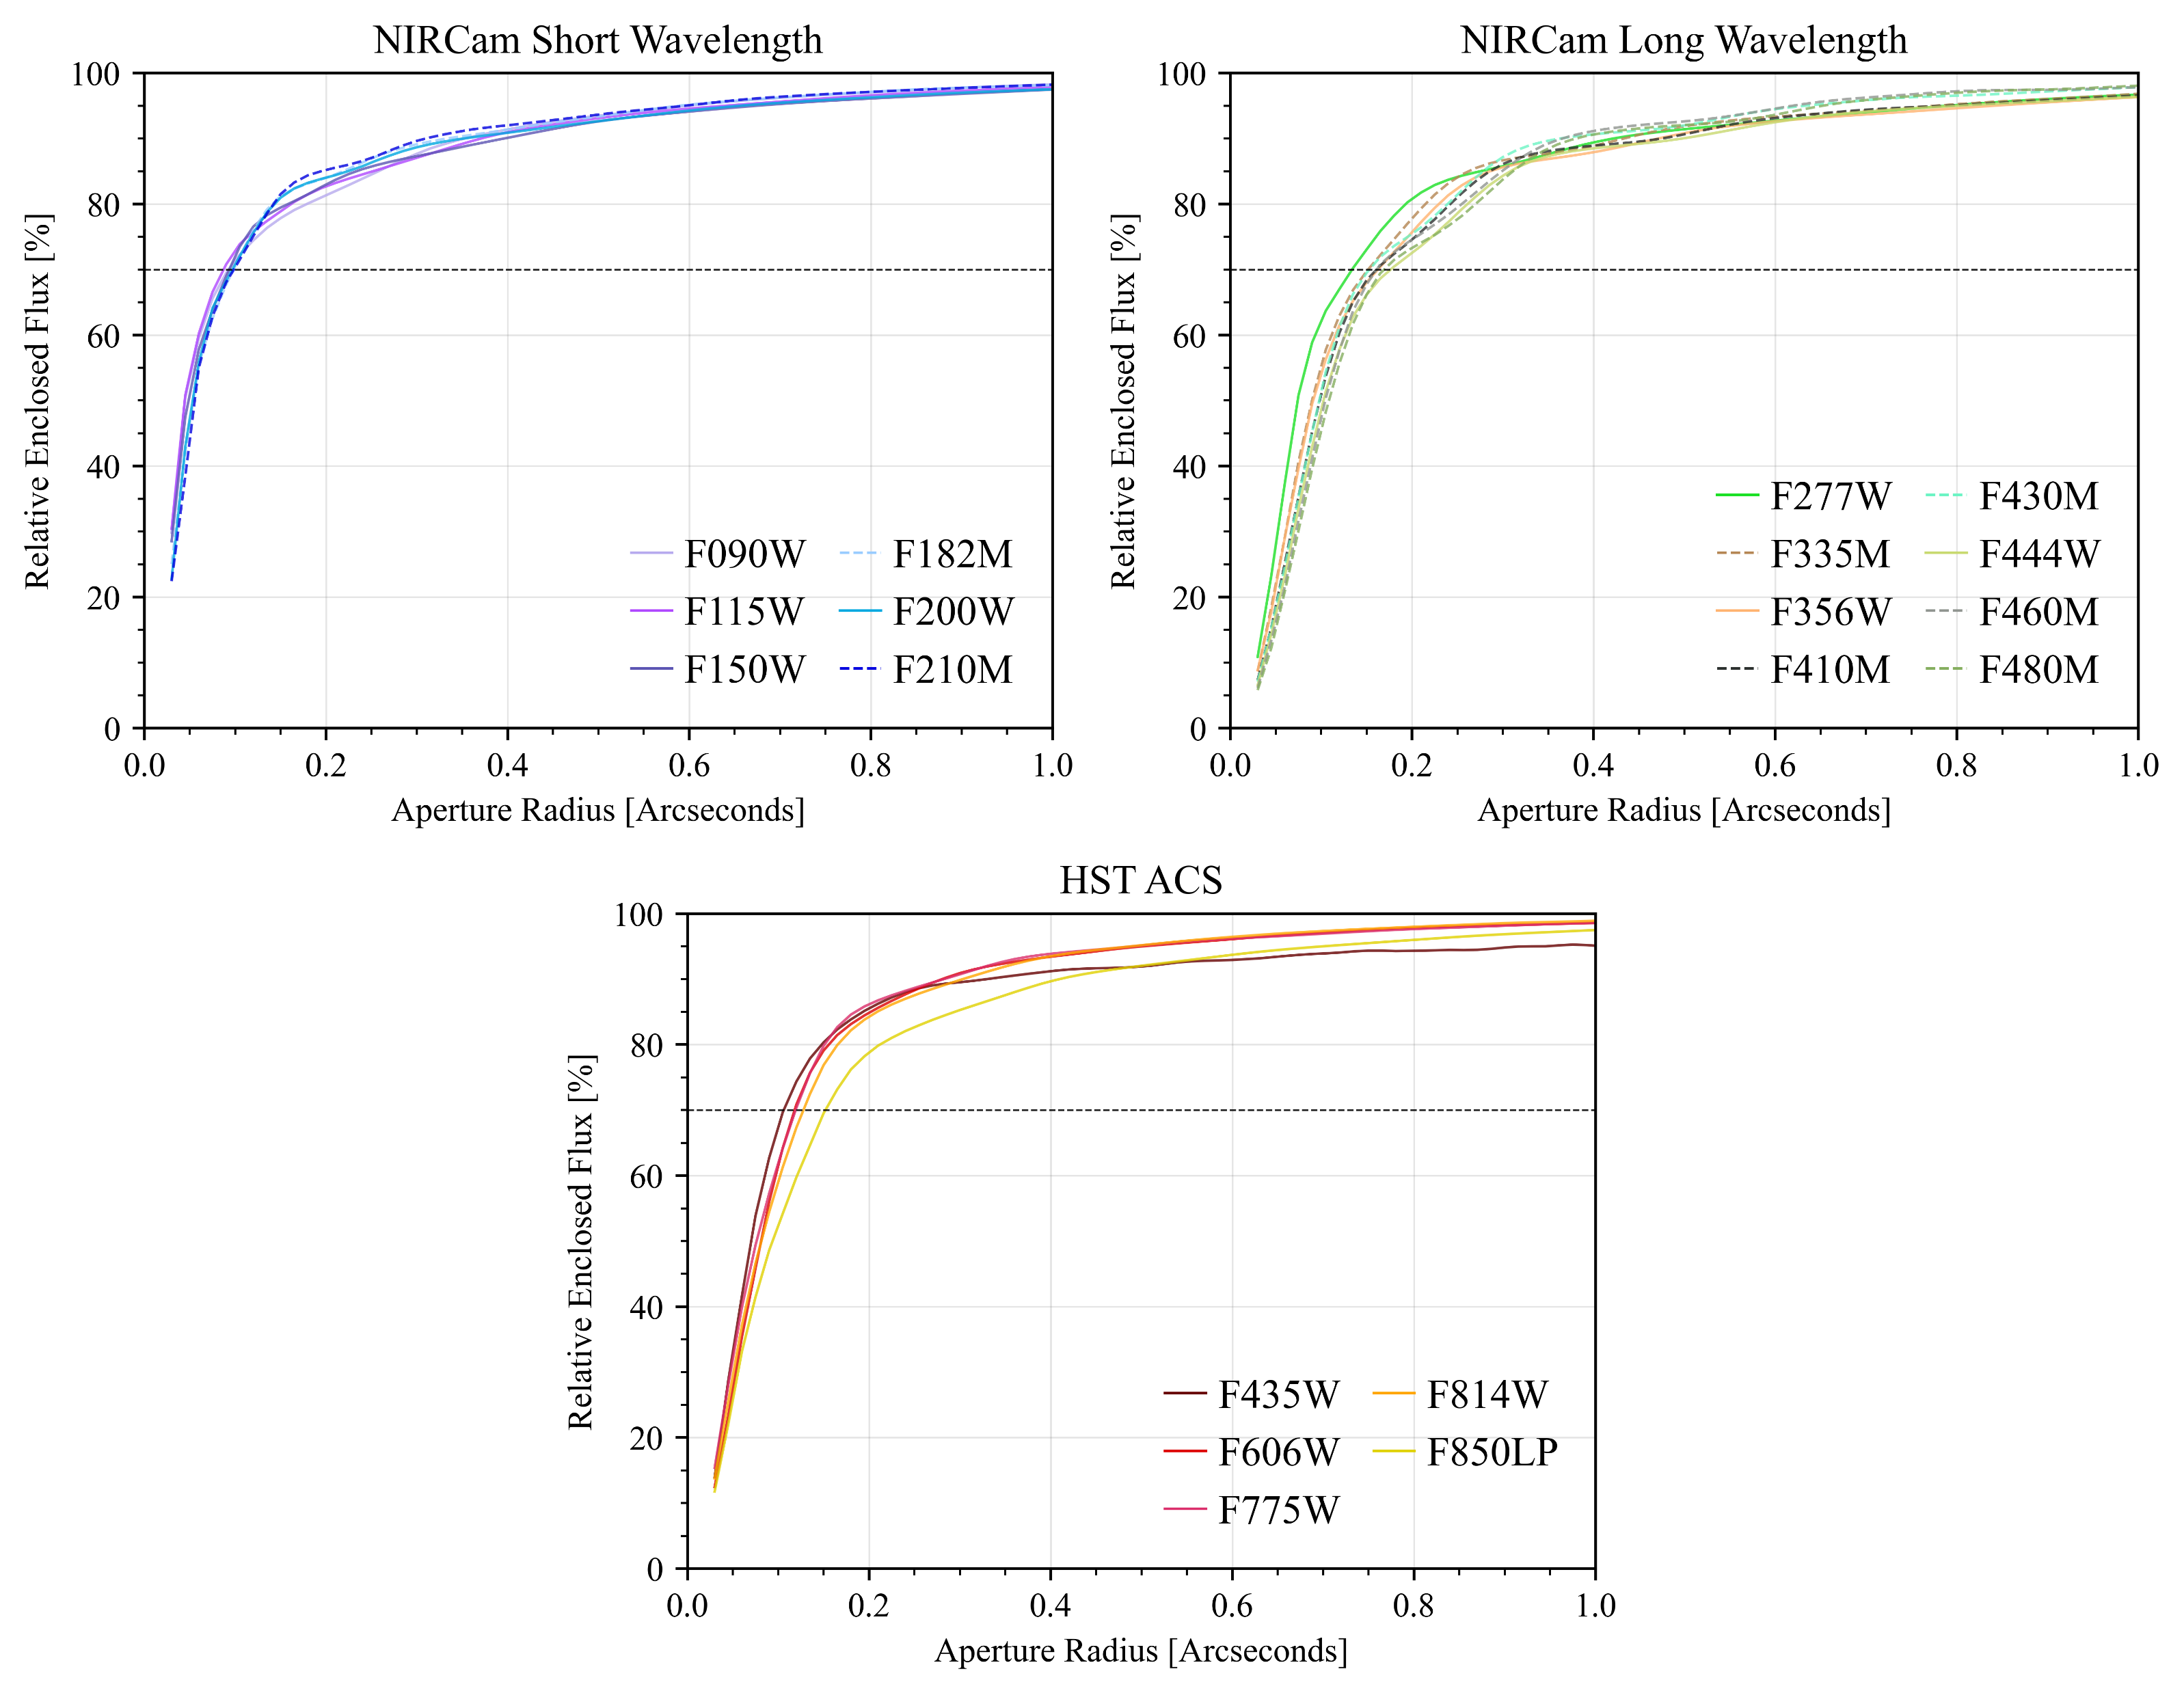 NIRCam Short Wavelength
100
80
60
40
20
0
Relative Enclosed Flux [%]
F090W F182M
F115W F200W
F150W F210M
0.0 0.2 0.4 0.6 0.8 1.0
Aperture Radius [Arcseconds]
NIRCam Long Wavelength
100
80
60
40
20
0
Relative Enclosed Flux [%]
F277W F430M
F335M F444W
F356W F460M
F410M F480M
0.0 0.2 0.4 0.6 0.8 1.0
Aperture Radius [Arcseconds]
HST ACS
100
80
60
40
20
0
Relative Enclosed Flux [%]
F435W F814W
F606W F850LP
F775W
0.0 0.2 0.4 0.6 0.8 1.0
Aperture Radius [Arcseconds]